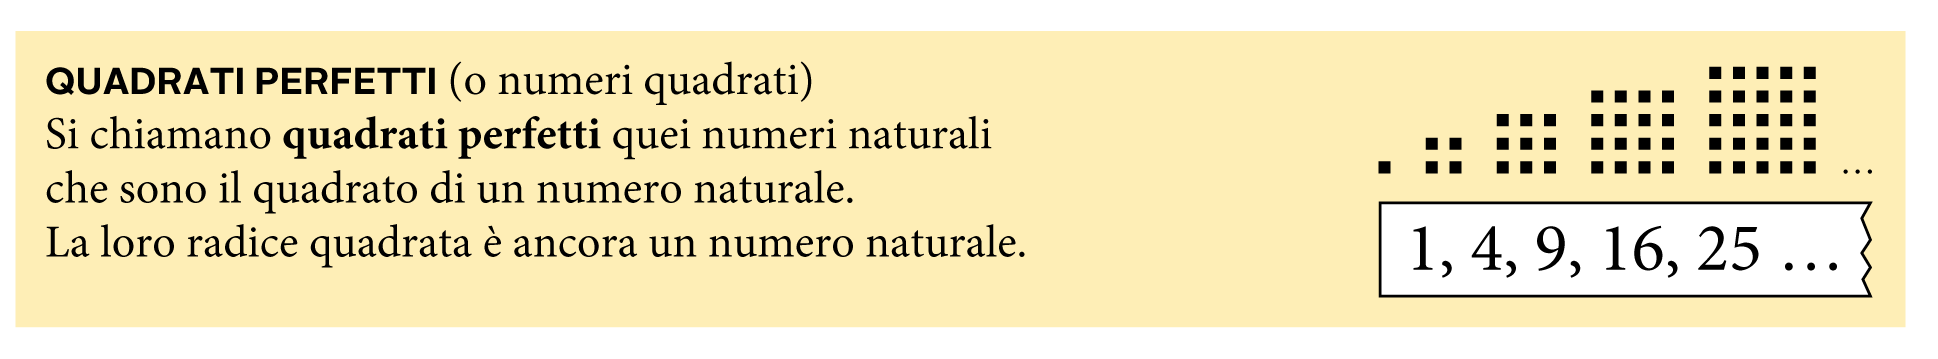 QUADRATI PERFETTI (o numeri quadrati)
Si chiamano quadrati perfetti quei numeri naturali
che sono il quadrato di un numero naturale.
La loro radice quadrata è ancora un numero naturale.
...
1, 4, 9, 16, 25 ...